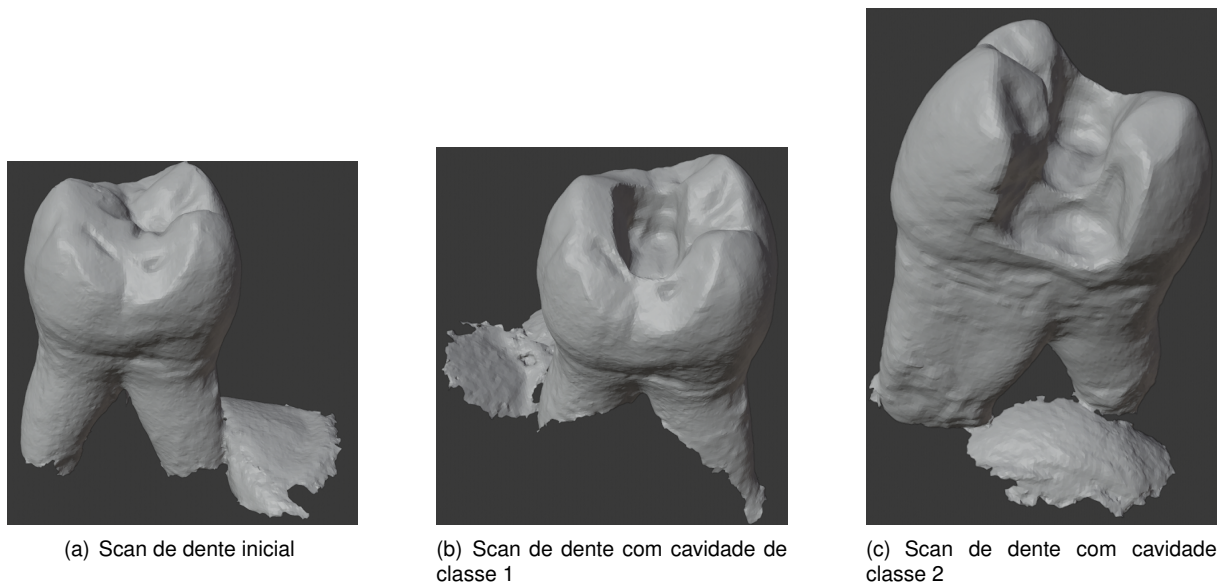 (a) Scan de dente inicial
(b) Scan de dente com cavidade de
classe 1
(c) Scan de dente com cavidade
classe 2